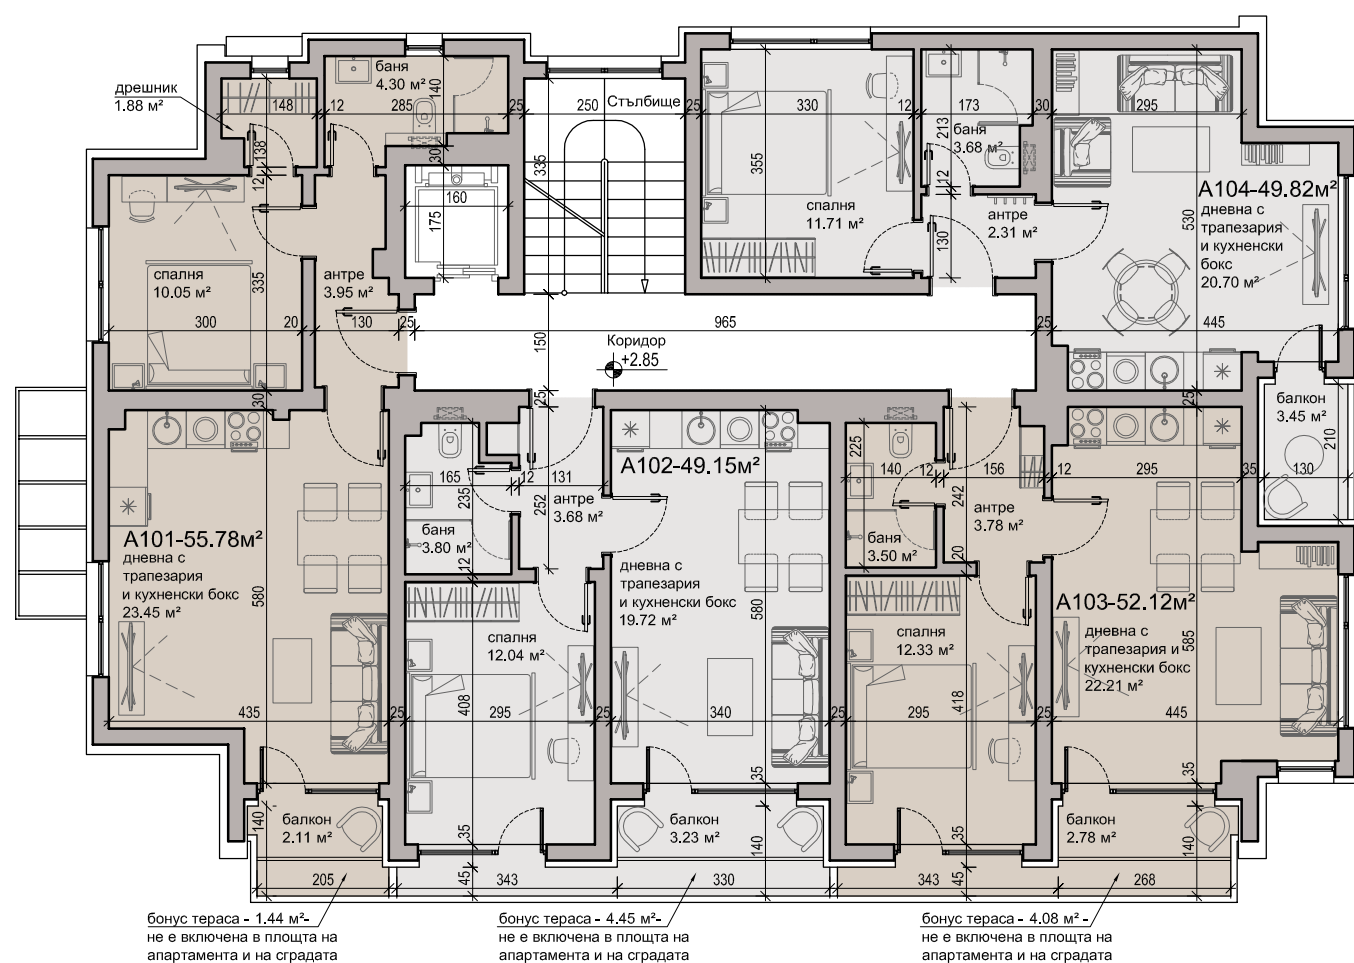 дрешник
1.88 м²
баня
4.30 м²
140
148
12
285
25
250
Стълбище
25
330
12
173
30
295
138
30
335
355
213
баня
3.68 м²
12
12
160
175
спалня
11.71 м²
антре
2.31 м²
130
А104-49.82м²
дневна с
трапезария
и кухненски
бокс
20.70 м²
530
спалня
10.05 м²
335
антре
3.95 м²
300
20
130
25
965
25
445
150
Коридор
+2.85
30
25
25
балкон
3.45 м²
210
130
225
165
12
131
А102-49.15м²
140
12
156
12
295
35
235
252
антре
3.68 м²
242
антре
3.78 м²
А101-55.78м²
дневна с
трапезария
и кухненски бокс
23.45 м²
580
баня
3.80 м²
12
дневна с
трапезария
и кухненски бокс
19.72 м²
580
баня
3.50 м²
20
А103-52.12м²
дневна с
трапезария и
кухненски бокс
22.21 м²
585
спалня
12.04 м²
спалня
12.33 м²
408
418
435
25
295
25
340
25
295
25
445
35
35
балкон
2.11 м²
140
35
балкон
3.23 м²
140
35
балкон
2.78 м²
140
205
45
343
330
343
45
268
бонус тераса - 1.44 м²-
не е включена в площта на
апартамента и на сградата
бонус тераса - 4.45 м²-
не е включена в площта на
апартамента и на сградата
бонус тераса - 4.08 м² -
не е включена в площта на
апартамента и на сградата